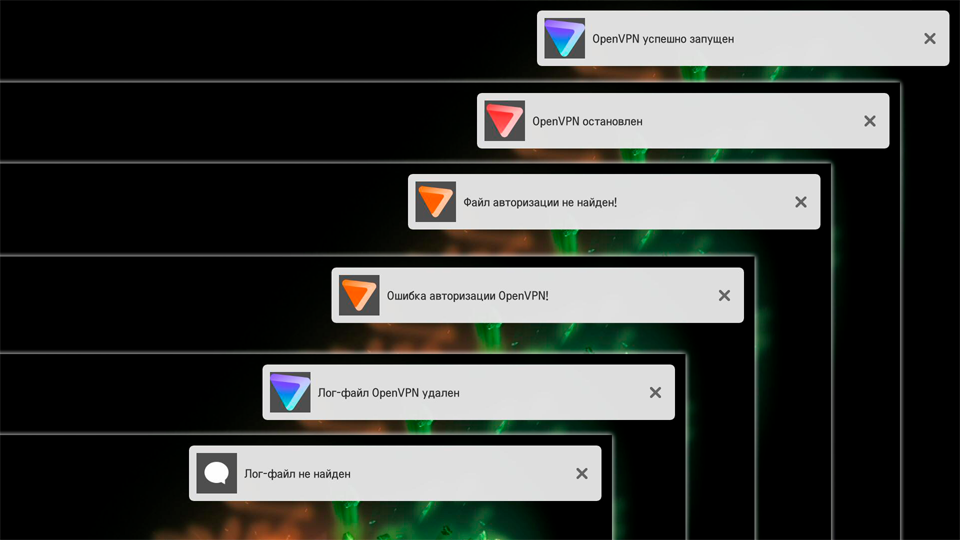 OpenVPN успешно запущен
OpenVPN остановлен
Файл авторизации не найден!
Ошибка авторизации OpenVPN!
Лог-файл OpenVPN удален
Лог-файл не найден